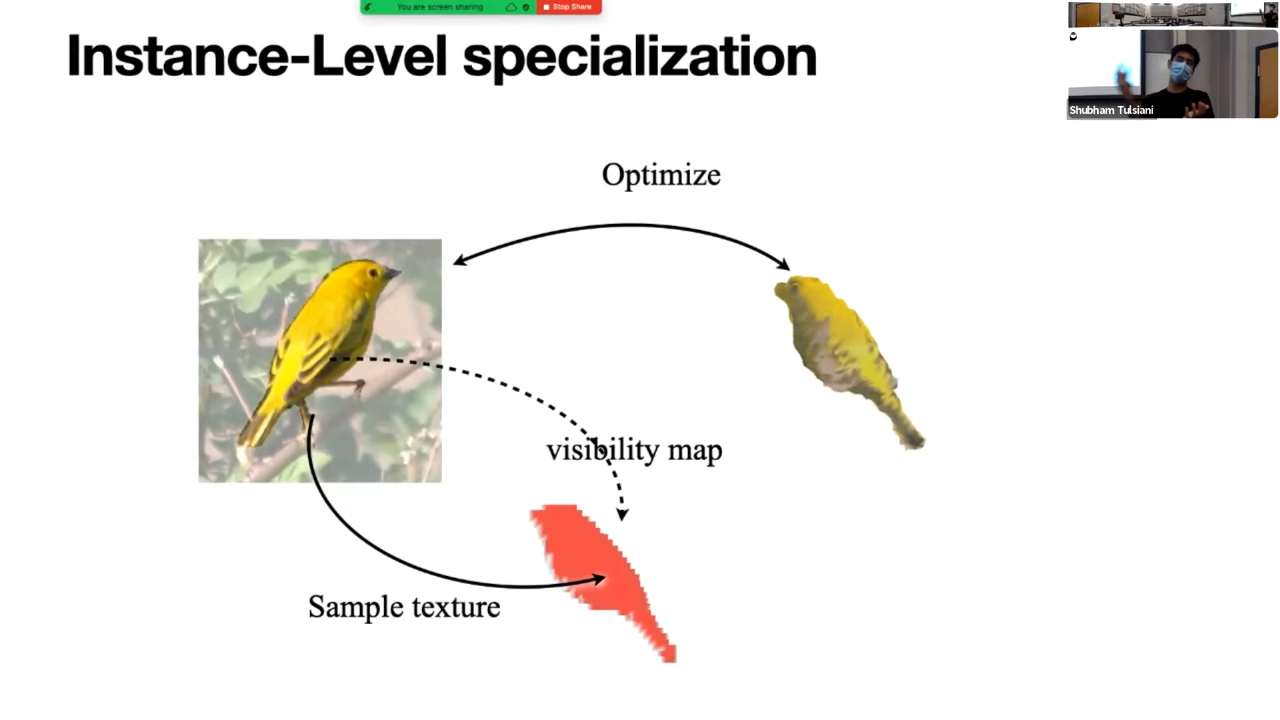 You are screen sharing
Stop Share
Instance-Level specialization
Shubham Tulsiani
Optimize
visibility map
Sample texture